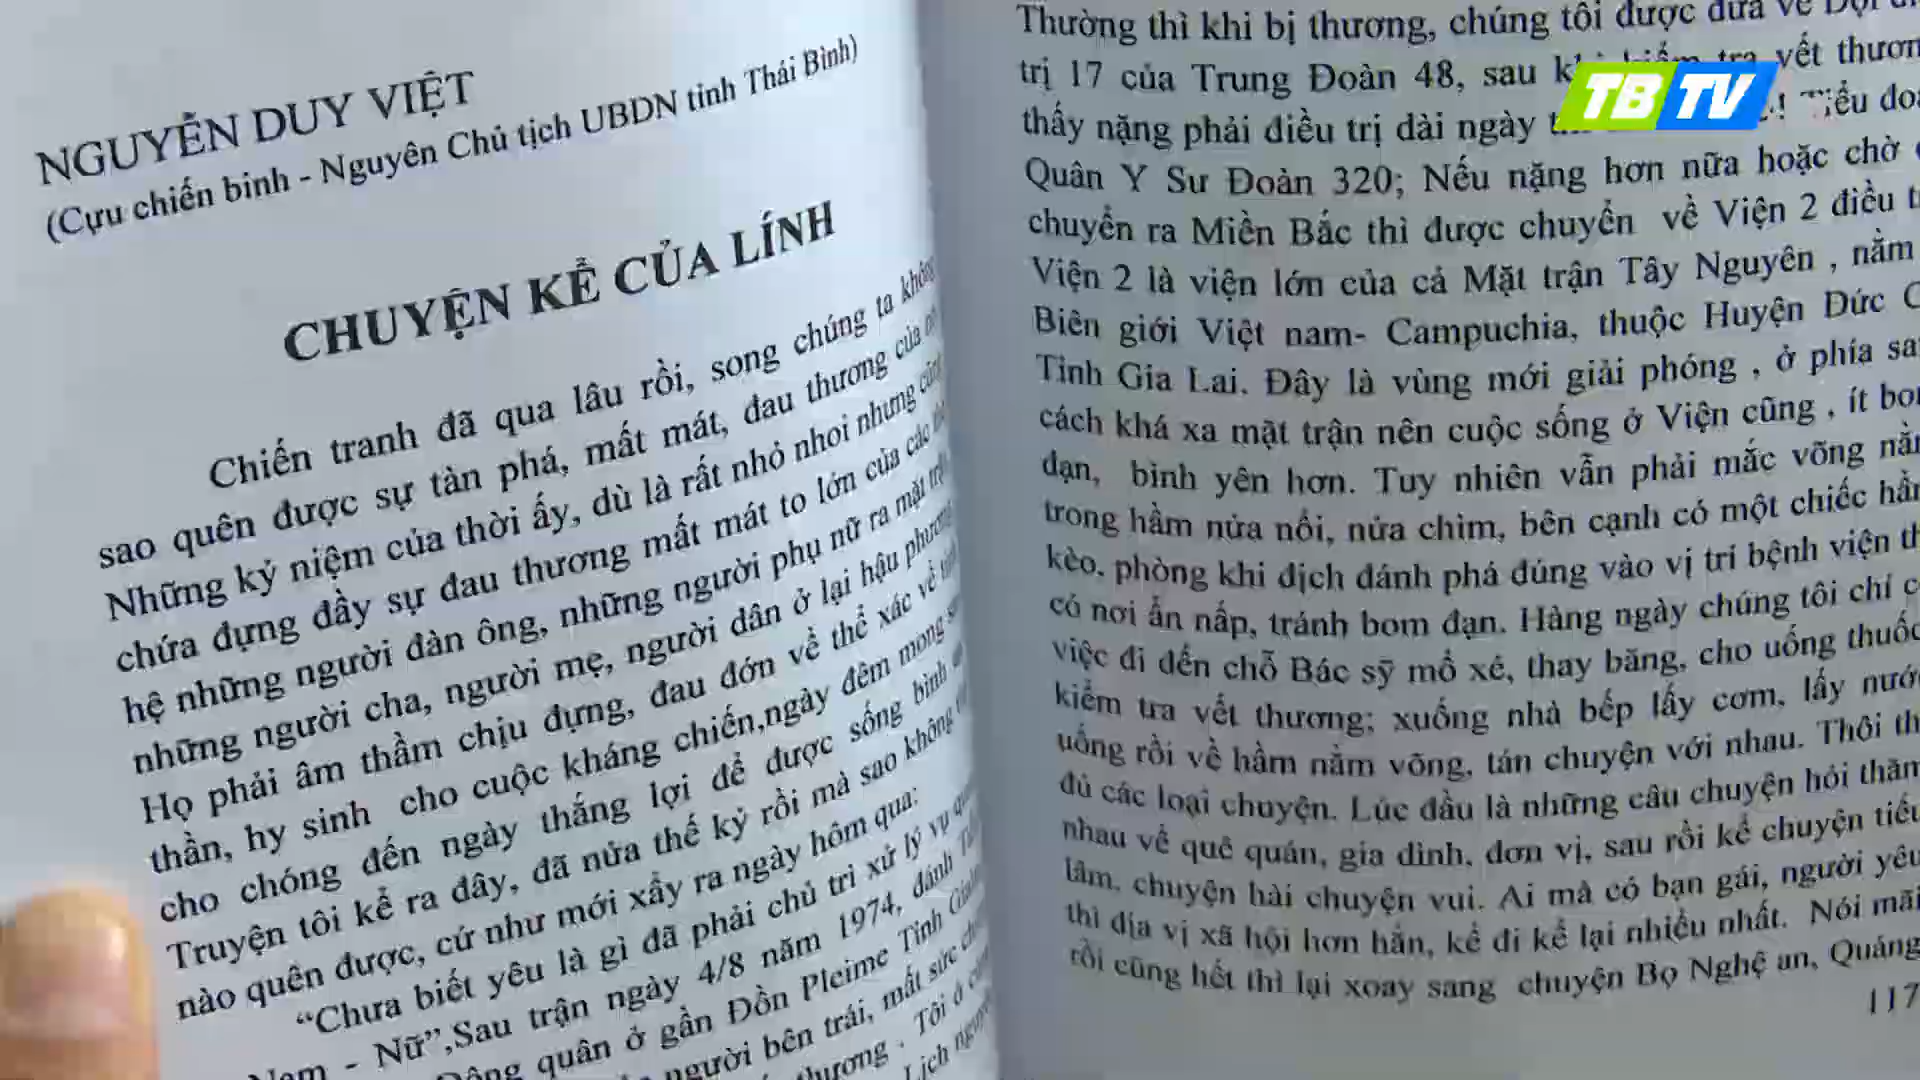 NGUYỄN DUY VIỆT
(Cựu chiến binh - Nguyên Chủ tịch UBDN tỉnh Thái Bình)
CHUYỆN KỂ CỦA LÍNH
Chiến tranh đã qua lâu rồi, song chúng ta không
sao quên được sự tàn phá, mất mát, đau thương của
Những kỷ niệm của thời ấy, dù là rất nhỏ nhoi nhưng cũng
chứa đựng đầy sự đau thương mất mát to lớn của các
hệ những người đàn ông, những người phụ nữ ra mặt
những người cha, người mẹ, người dân ở lại hậu phương
Họ phải âm thầm chịu đựng, đau đớn về thể xác về
thần, hy sinh cho cuộc kháng chiến,ngày đêm mong
cho chóng đến ngày thắng lợi để được sống bình
Truyện tôi kể ra đây, đã nửa thế kỷ rồi mà sao không
nào quên được, cứ như mới xẩy ra ngày hôm qua:
“Chưa biết yêu là gì đã phải chủ trì xử lý vụ
Nam - Nữ”,Sau trận ngày 4/8 năm 1974, đánh
quân ở gần Đồn Pleime Tỉnh
người bên trái, mất sức
thương . Tôi ở
TBTV
Thường thì khi bị thương, chúng tôi được đưa về
trị 17 của Trung Đoàn 48, sau tra vết
thấy nặng phải điều trị dài ngày Tiểu
Quân Y Sư Đoàn 320; Nếu nặng hơn nữa hoặc chờ
chuyển ra Miền Bắc thì được chuyển về Viện 2 điều
Viện 2 là viện lớn của cả Mặt trận Tây Nguyên , nằm
Biên giới Việt nam- Campuchia, thuộc Huyện Đức
Tỉnh Gia Lai. Đây là vùng mới giải phóng , ở phía
cách khá xa mặt trận nên cuộc sống ở Viện cũng , ít
đạn, bình yên hơn. Tuy nhiên vẫn phải mắc võng
trong hầm nửa nổi, nửa chìm, bên cạnh có một chiếc
kèo. phòng khi địch đánh phá đúng vào vị trí bệnh viện
có nơi ẩn nấp, tránh bom đạn. Hàng ngày chúng tôi chỉ
việc đi đến chỗ Bác sỹ mổ xẻ, thay băng, cho uống thuốc
kiểm tra vết thương; xuống nhà bếp lấy cơm, lấy
uống rồi về hầm nằm võng, tán chuyện với nhau. Thôi
đủ các loại chuyện. Lúc đầu là những câu chuyện hỏi
nhau về quê quán, gia đình, đơn vị, sau rồi kể chuyện
lâm, chuyện hài chuyện vui. Ai mà có bạn gái, người
thì địa vị xã hội hơn hẳn, kể đi kể lại nhiều nhất. Nói
rồi cũng hết thì lại xoay sang chuyện Bọ Nghệ an,
117